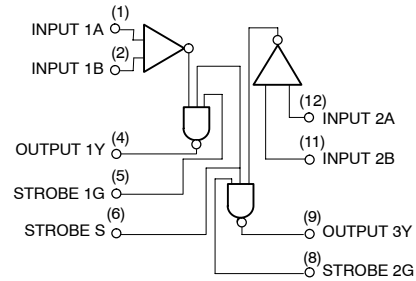 (1)
INPUT 1A
(2)
INPUT 1B
(12)
INPUT 2A
(11)
INPUT 2B
(4)
OUTPUT 1Y
(5)
STROBE 1G
(6)
STROBE S
(9)
OUTPUT 3Y
(8)
STROBE 2G